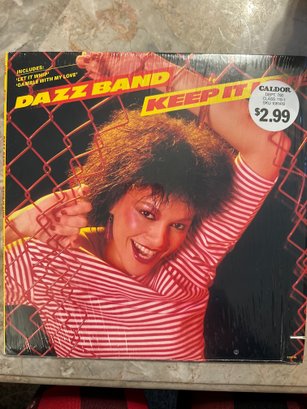 INCLUDES:
"LET IT WHIP"
"GAMBLE WITH MY LOVE"
DAZZ BAND
KEEP IT
CALDOR
$2.99